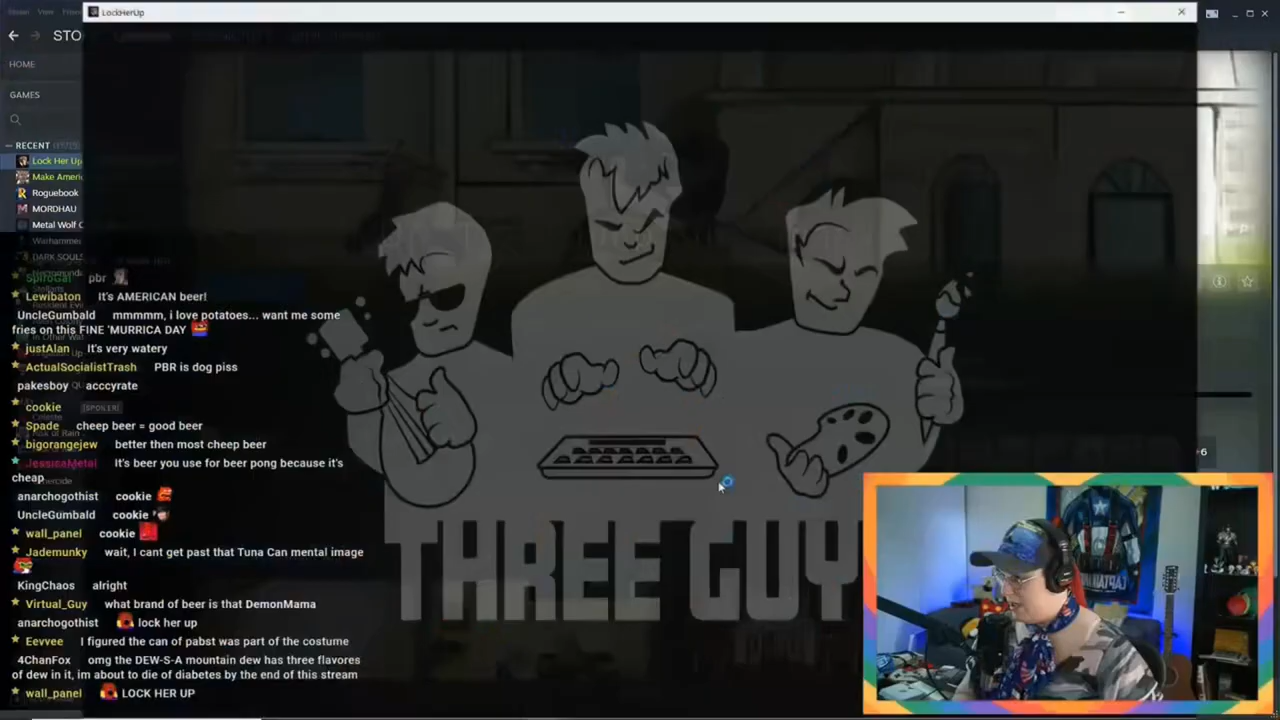 LockHerUp
STO
HOME
GAMES
RECENT
Lock Her Up
Make Ameri
Roguebook
MORDHAU
Metal Wolf C
Warhammer
DARK SOULS
SpiroGal pbr
Lewibaton It's AMERICAN beer!
UncleGumbald mmmmm, i love potatoes... want me some
fries on this FINE 'MURRICA DAY
justAlan It's very watery
ActualSocialistTrash PBR is dog piss
pakesboy acccyrate
cookie [SPOILER]
Spade cheep beer = good beer
bigorangejew better then most cheep beer
JessicaMetal It's beer you use for beer pong because it's
cheap
anarchogothist cookie
UncleGumbald cookie
wall_panel cookie
Jademunky wait, I cant get past that Tuna Can mental image
KingChaos alright
Virtual_Guy what brand of beer is that DemonMama
anarchogothist lock her up
Eevvee I figured the can of pabst was part of the costume
4ChanFox omg the DEW-S-A mountain dew has three flavores
of dew in it, im about to die of diabetes by the end of this stream
wall_panel LOCK HER UP
THREE GUY